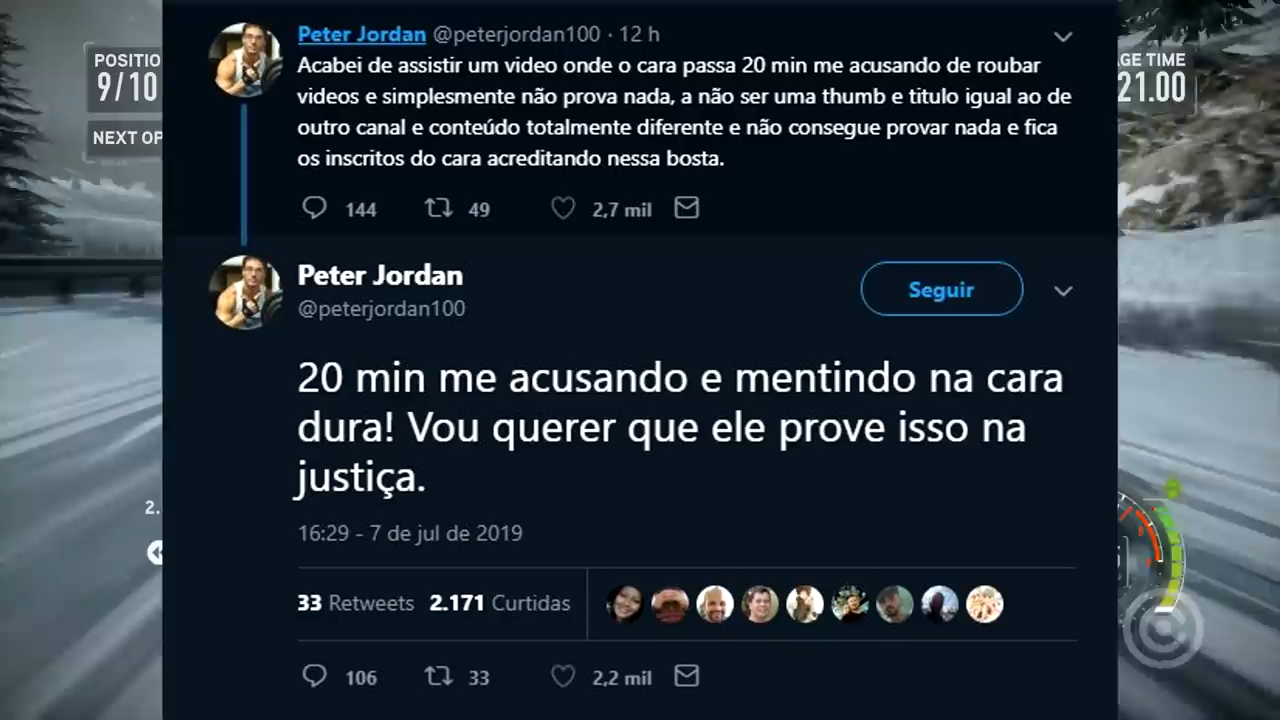 POSITIO
9/10
NEXT OP
GE TIME
21.00
Peter Jordan @peterjordan100 · 12 h
Acabei de assistir um video onde o cara passa 20 min me acusando de roubar
videos e simplesmente não prova nada, a não ser uma thumb e titulo igual ao de
outro canal e conteúdo totalmente diferente e não consegue provar nada e fica
os inscritos do cara acreditando nessa bosta.
144 49 2,7 mil
Peter Jordan
@peterjordan100
Seguir
20 min me acusando e mentindo na cara
dura! Vou querer que ele prove isso na
justiça.
16:29 - 7 de jul de 2019
2.
33 Retweets 2.171 Curtidas
106 33 2,2 mil